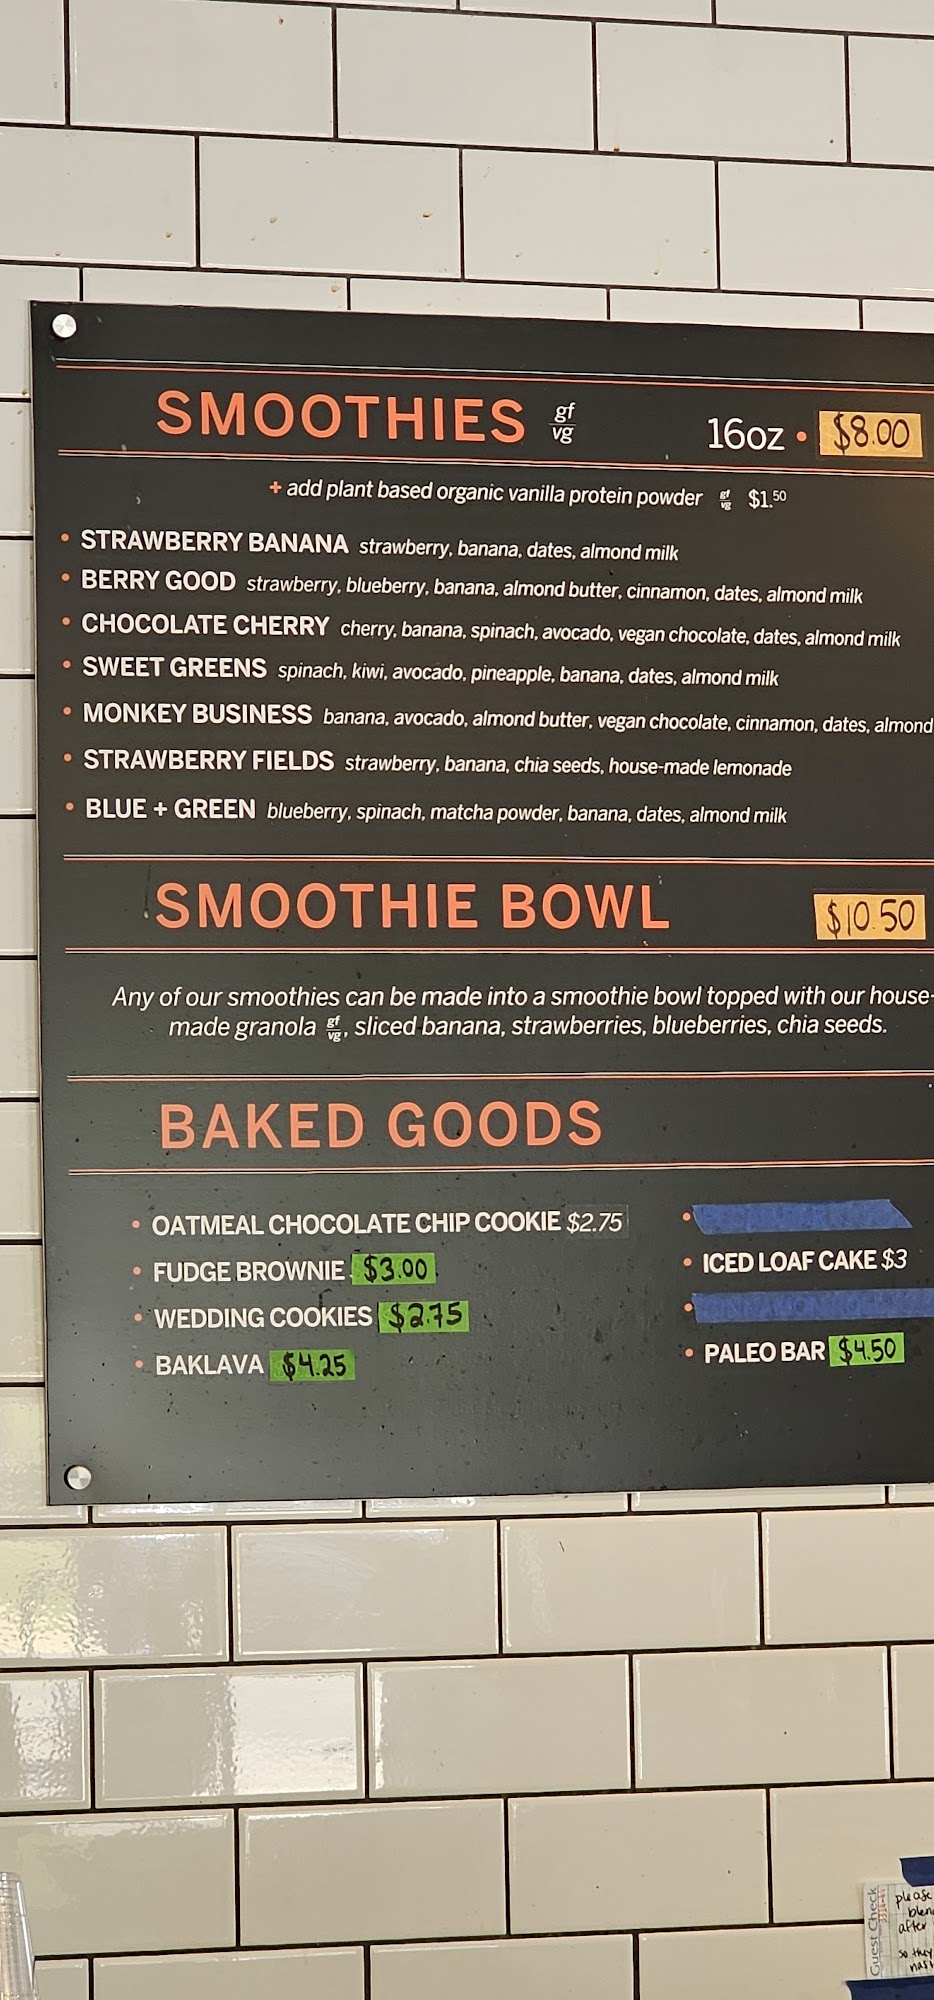 SMOOTHIES gf vg 16oz • $8.00
+ add plant based organic vanilla protein powder gf vg $1.50
• STRAWBERRY BANANA strawberry, banana, dates, almond milk
• BERRY GOOD strawberry, blueberry, banana, almond butter, cinnamon, dates, almond milk
• CHOCOLATE CHERRY cherry, banana, spinach, avocado, vegan chocolate, dates, almond milk
• SWEET GREENS spinach, kiwi, avocado, pineapple, banana, dates, almond milk
• MONKEY BUSINESS banana, avocado, almond butter, vegan chocolate, cinnamon, dates, almond
• STRAWBERRY FIELDS strawberry, banana, chia seeds, house-made lemonade
• BLUE + GREEN blueberry, spinach, matcha powder, banana, dates, almond milk
SMOOTHIE BOWL $10.50
Any of our smoothies can be made into a smoothie bowl topped with our house-
made granola gf vg, sliced banana, strawberries, blueberries, chia seeds.
BAKED GOODS
• OATMEAL CHOCOLATE CHIP COOKIE $2.75
• FUDGE BROWNIE $3.00
• WEDDING COOKIES $2.75
• BAKLAVA $4.25
• ICED LOAF CAKE $3
• PALEO BAR $4.50
Guest Check
please
after
so they